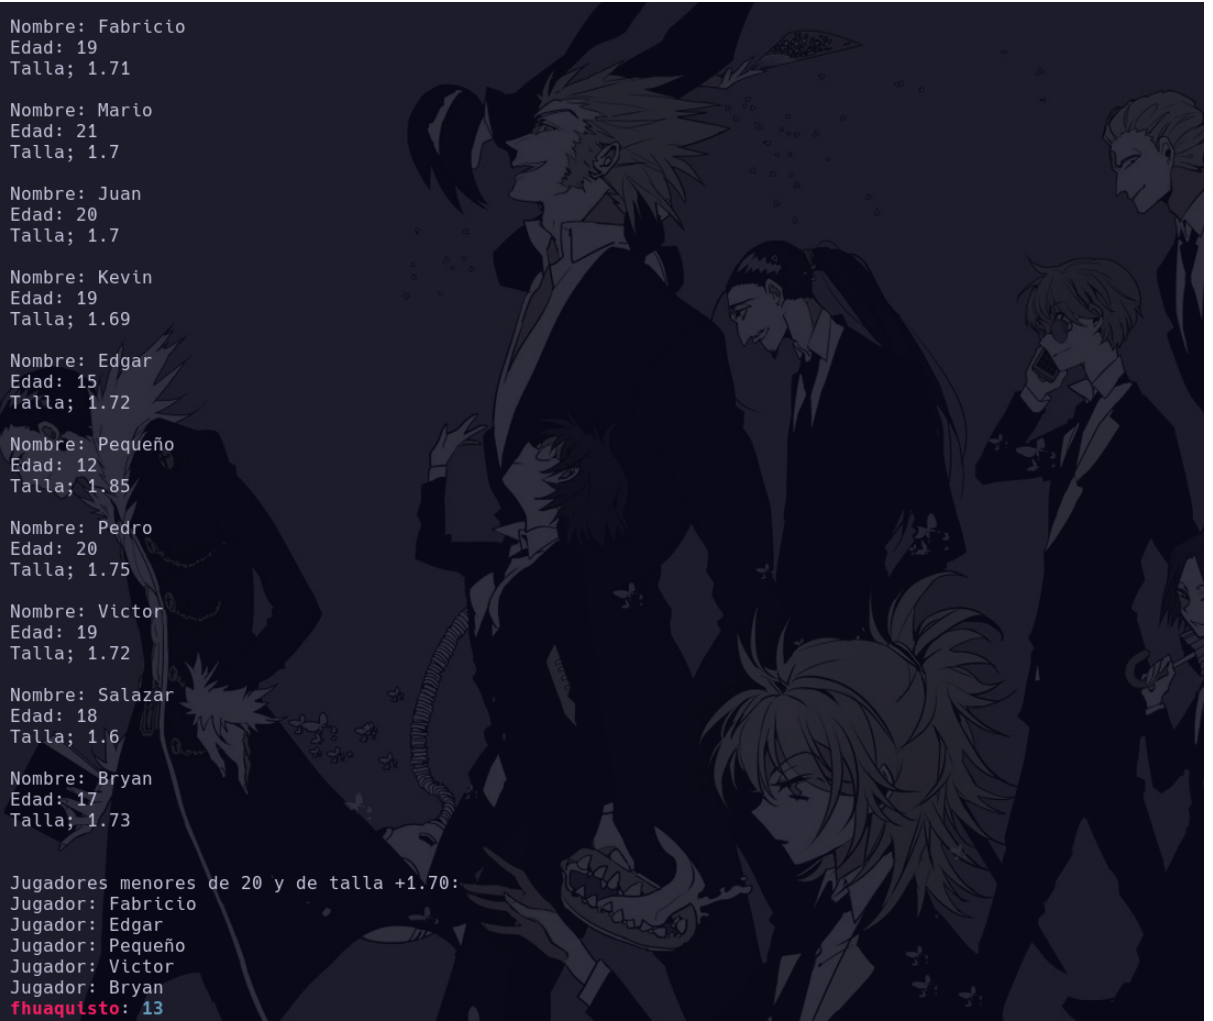 Nombre: Fabricio
Edad: 19
Talla; 1.71
Nombre: Mario
Edad: 21
Talla; 1.7
Nombre: Juan
Edad: 20
Talla; 1.7
Nombre: Kevin
Edad: 19
Talla; 1.69
Nombre: Edgar
Edad: 15
Talla; 1.72
Nombre: Pequeño
Edad: 12
Talla; 1.85
Nombre: Pedro
Edad: 20
Talla; 1.75
Nombre: Victor
Edad: 19
Talla; 1.72
Nombre: Salazar
Edad: 18
Talla; 1.6
Nombre: Bryan
Edad: 17
Talla; 1.73
Jugadores menores de 20 y de talla +1.70:
Jugador: Fabricio
Jugador: Edgar
Jugador: Pequeño
Jugador: Victor
Jugador: Bryan
fhuaquisto: 13